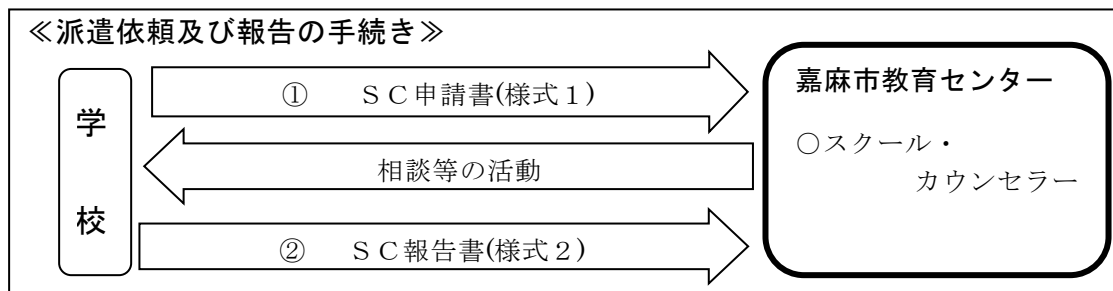 ≪派遣依頼及び報告の手続き≫
学校
① ＳＣ申請書(様式１)
相談等の活動
② ＳＣ報告書(様式２)
嘉麻市教育センター
○スクール・
カウンセラー